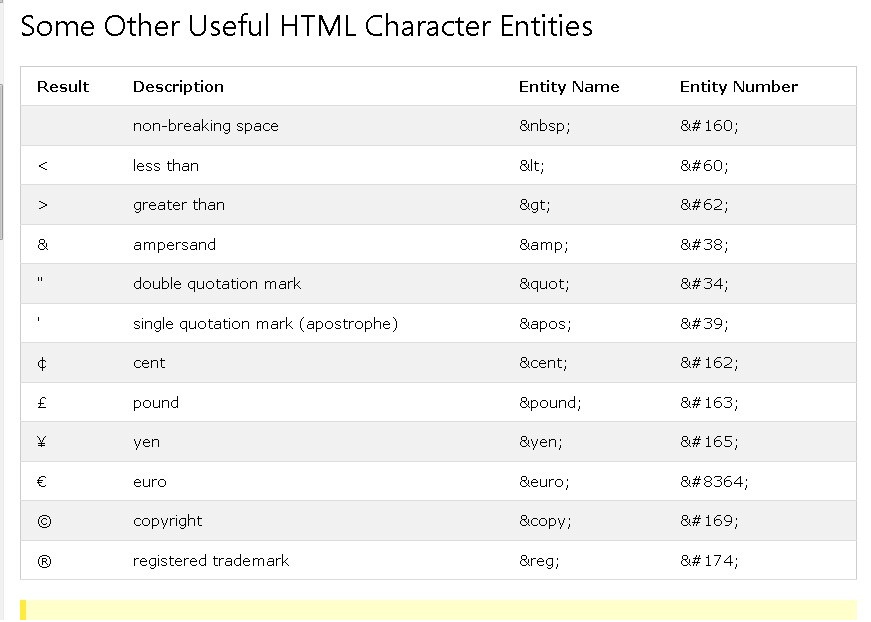 Some Other Useful HTML Character Entities
Result Description Entity Name Entity Number
non-breaking space &nbsp; &#160;
< less than &lt; &#60;
> greater than &gt; &#62;
& ampersand &amp; &#38;
" double quotation mark &quot; &#34;
' single quotation mark (apostrophe) &apos; &#39;
¢ cent &cent; &#162;
£ pound &pound; &#163;
¥ yen &yen; &#165;
€ euro &euro; &#8364;
© copyright &copy; &#169;
® registered trademark &reg; &#174;